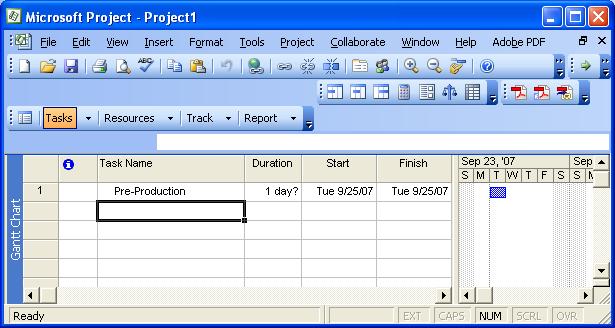 Microsoft Project - Project1
File Edit View Insert Format Tools Project Collaborate Window Help Adobe PDF
ABC
Tasks Resources Track Report
Task Name Duration Start Finish Sep 23, '07 Sep
S M T W T F S S M
1 Pre-Production 1 day? Tue 9/25/07 Tue 9/25/07
Gantt Chart
Ready EXT CAPS NUM SCRL OVR